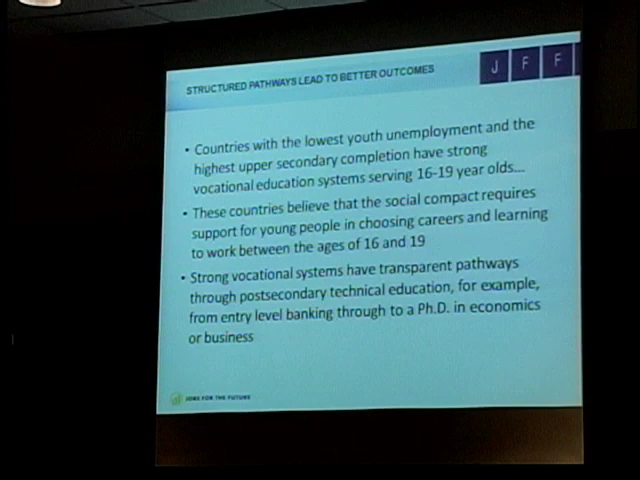 STRUCTURED PATHWAYS LEAD TO BETTER OUTCOMES
J F F
• Countries with the lowest youth unemployment and the
highest upper secondary completion have strong
vocational education systems serving 16-19 year olds...
• These countries believe that the social compact requires
support for young people in choosing careers and learning
to work between the ages of 16 and 19
• Strong vocational systems have transparent pathways
through postsecondary technical education, for example,
from entry level banking through to a Ph.D. in economics
or business
JOBS FOR THE FUTURE